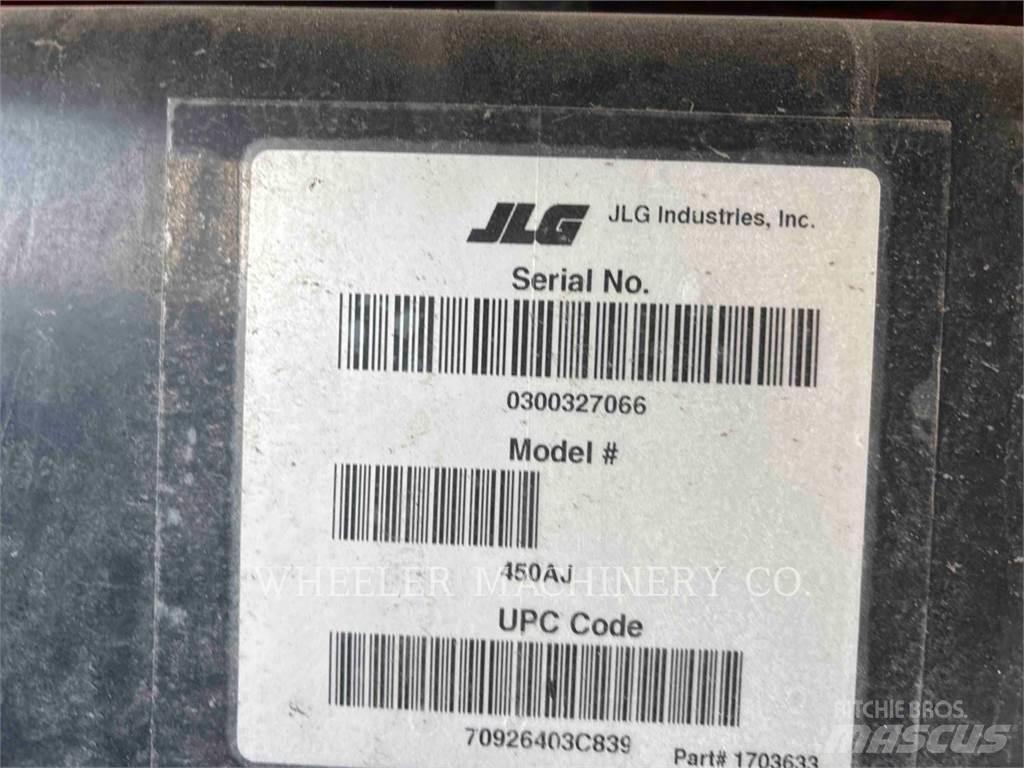 JLG JLG Industries, Inc.
Serial No.
0300327066
Model #
450AJ
WHEELER MACHINERY CO.
UPC Code
70926403C839
Part# 1703633
RITCHIE BROS.
MASCUS